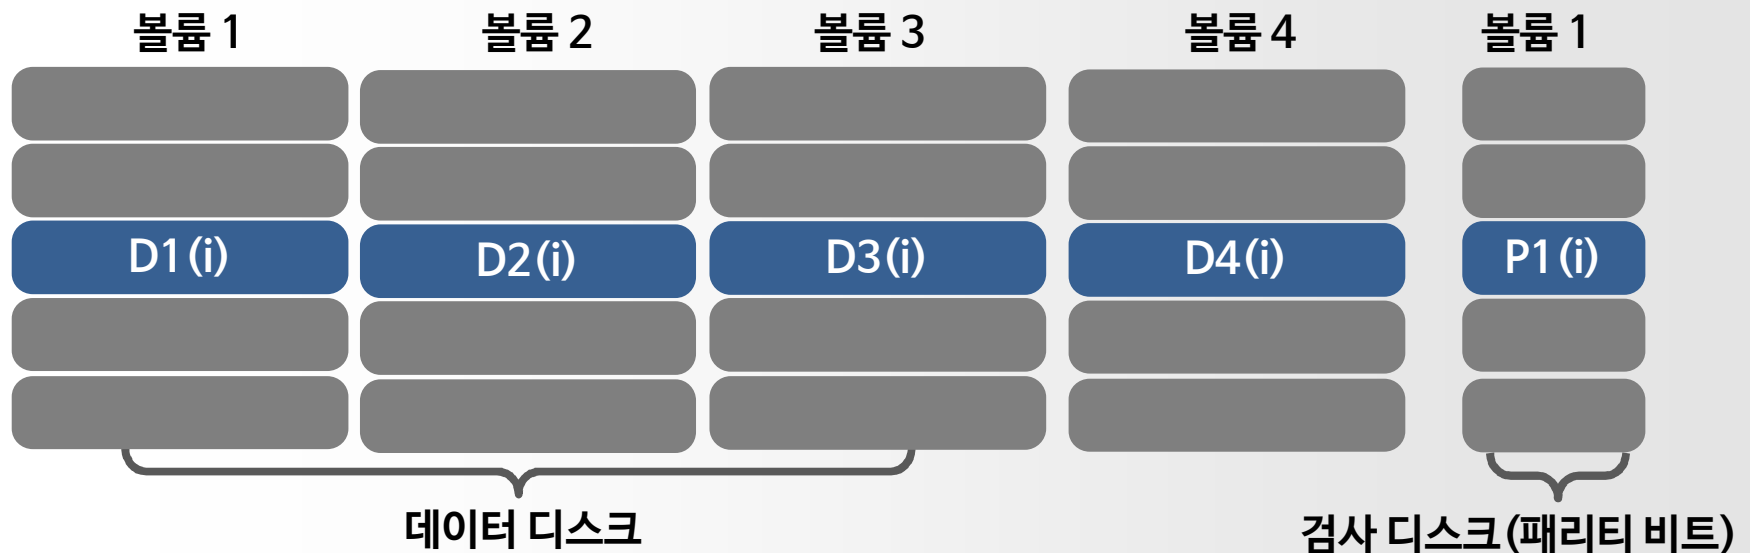 볼륨 1 볼륨 2 볼륨 3 볼륨 4 볼륨 1
D1(i) D2(i) D3(i) D4(i) P1(i)
데이터 디스크 검사 디스크(패리티 비트)